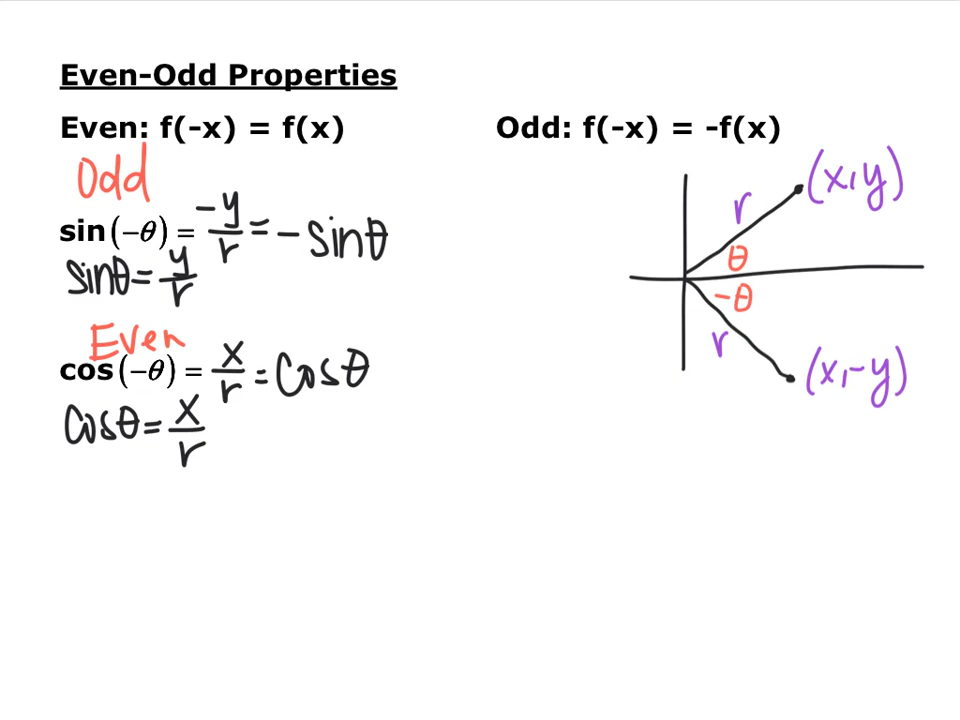 Even-Odd Properties
Even: f(-x) = f(x)
Odd: f(-x) = -f(x)
Odd
sin(−θ) = -y/r = - sinθ
sinθ = y/r
Even
cos(−θ) = x/r = cosθ
cosθ = x/r
(x,y)
r
θ
-θ
r
(x,-y)